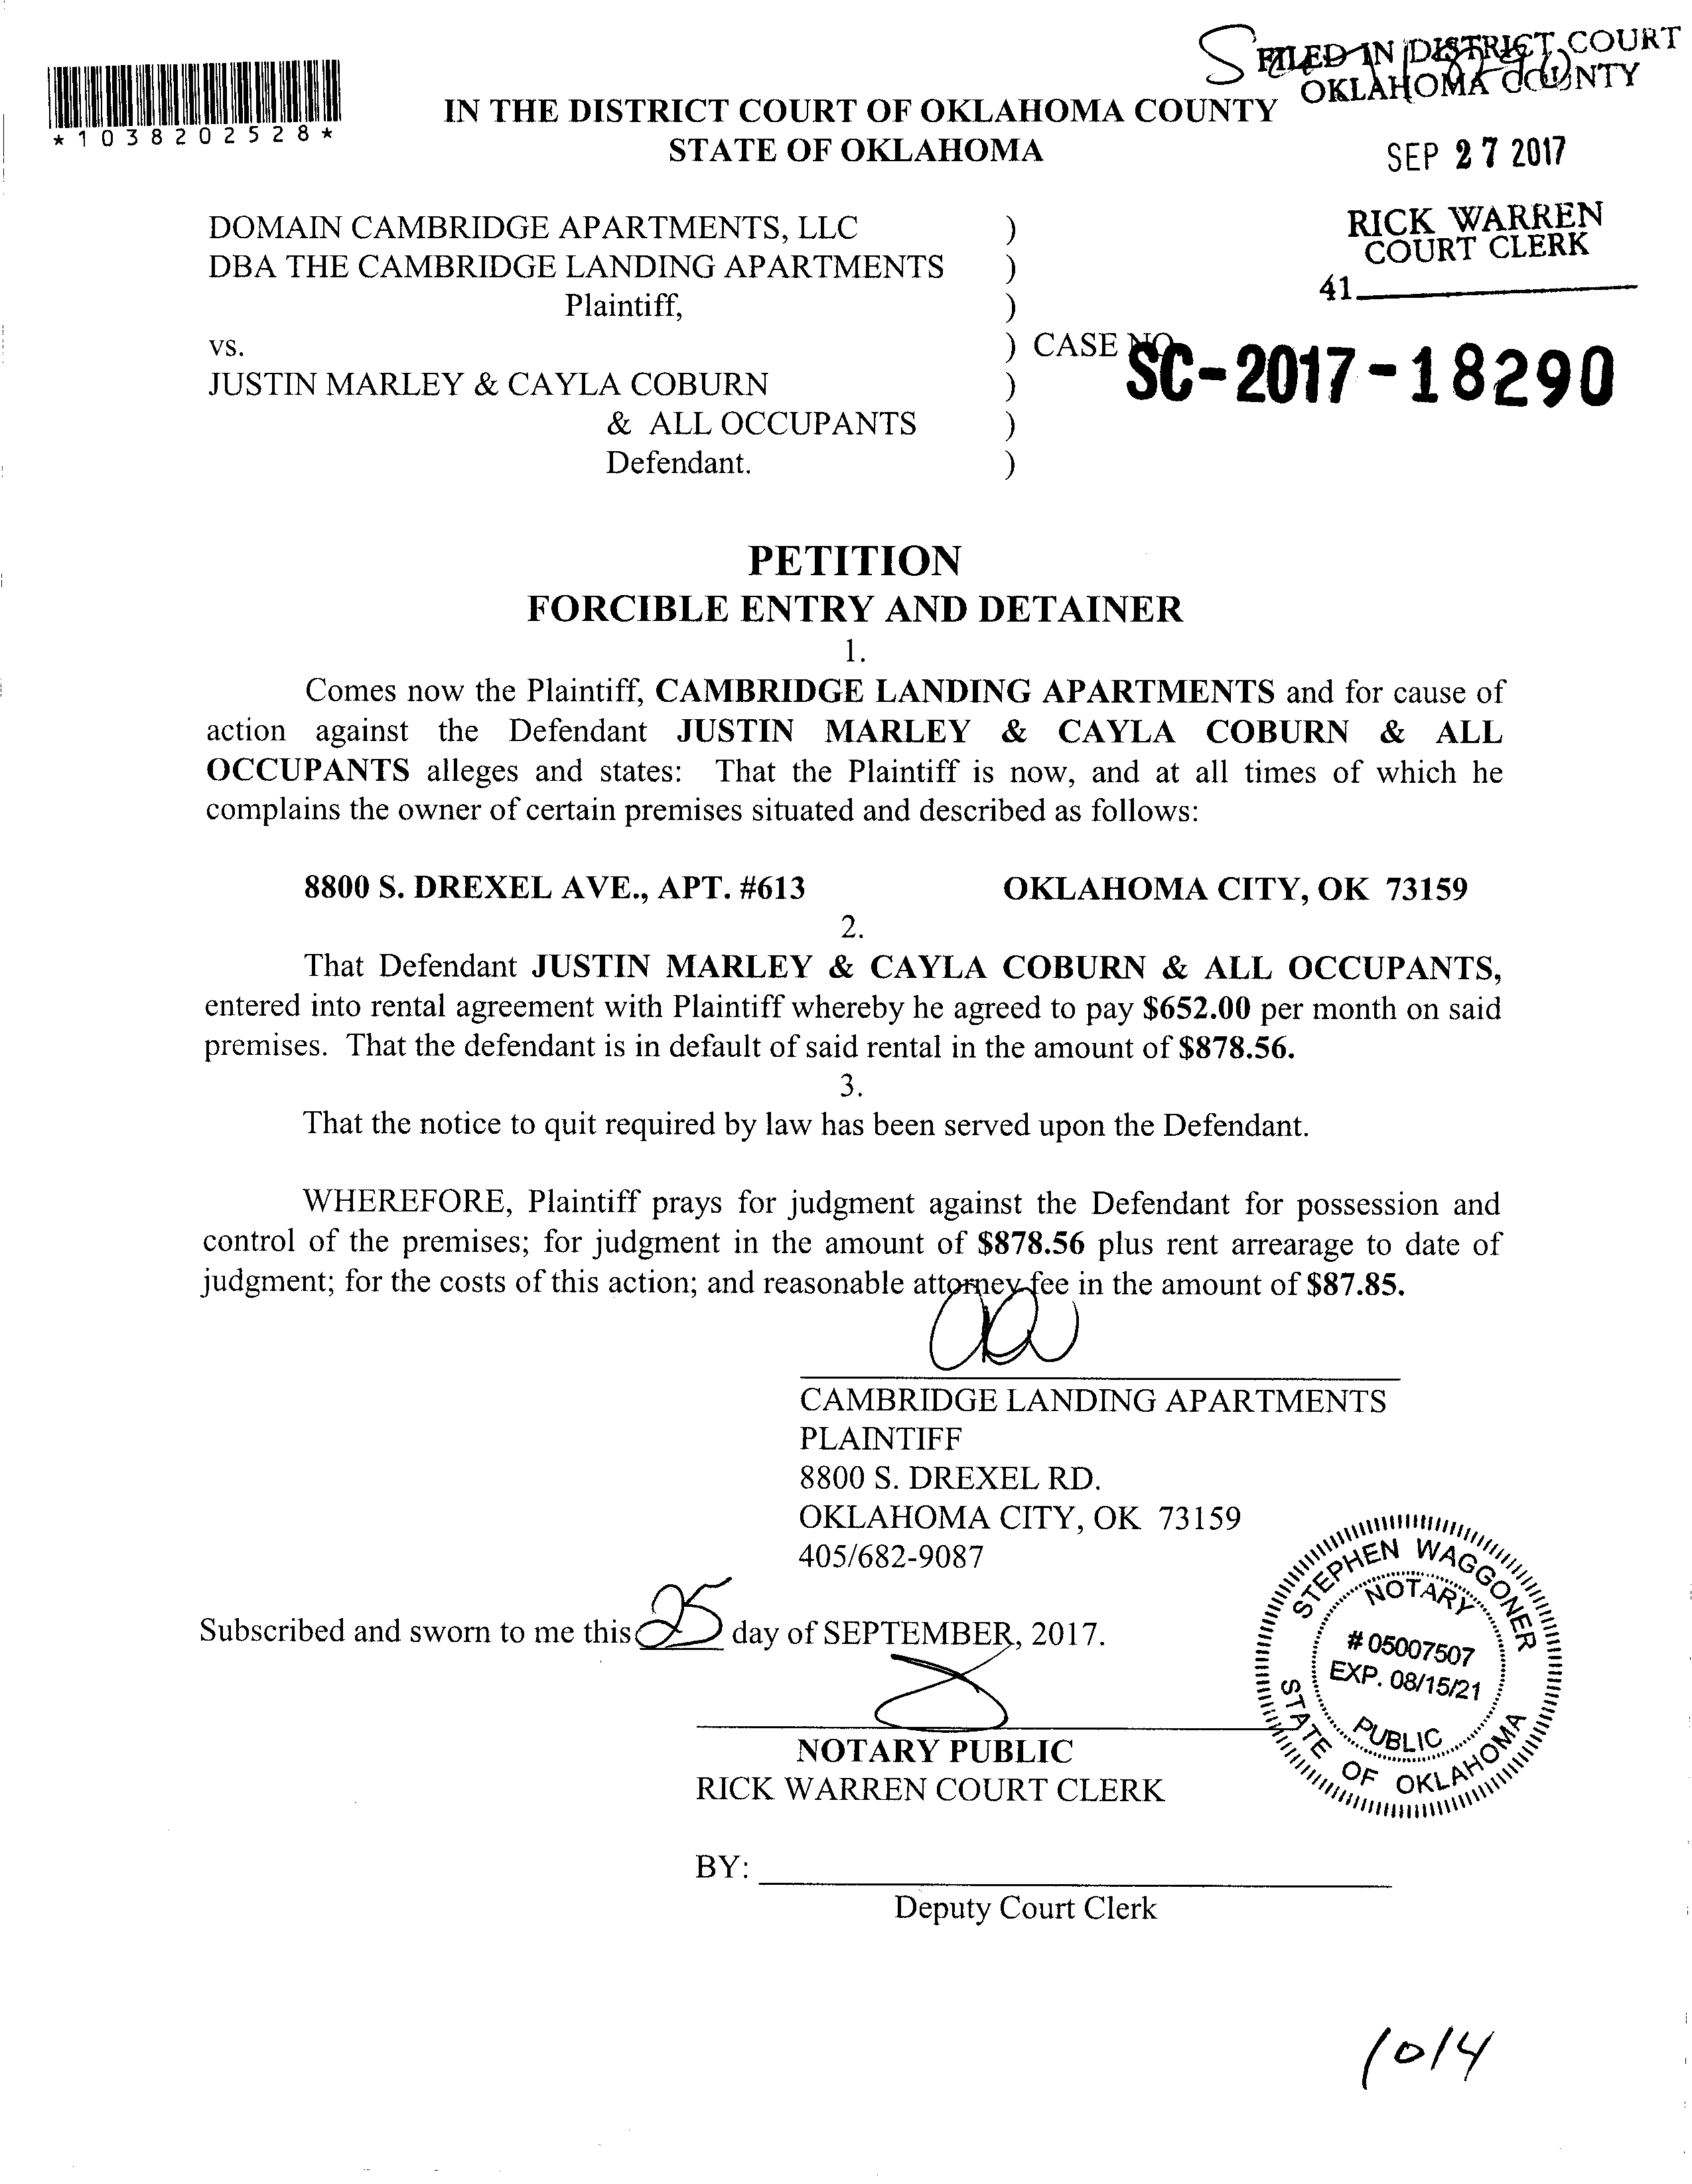 FILED IN DISTRICT COURT
OKLAHOMA COUNTY
*1038202528*
IN THE DISTRICT COURT OF OKLAHOMA COUNTY
STATE OF OKLAHOMA
SEP 27 2017
RICK WARREN
COURT CLERK
41
DOMAIN CAMBRIDGE APARTMENTS, LLC )
DBA THE CAMBRIDGE LANDING APARTMENTS )
Plaintiff, )
vs. ) CASE NO. SC-2017-18290
JUSTIN MARLEY & CAYLA COBURN )
& ALL OCCUPANTS )
Defendant. )
PETITION
FORCIBLE ENTRY AND DETAINER
1.
Comes now the Plaintiff, CAMBRIDGE LANDING APARTMENTS and for cause of
action against the Defendant JUSTIN MARLEY & CAYLA COBURN & ALL
OCCUPANTS alleges and states: That the Plaintiff is now, and at all times of which he
complains the owner of certain premises situated and described as follows:
8800 S. DREXEL AVE., APT. #613 OKLAHOMA CITY, OK 73159
2.
That Defendant JUSTIN MARLEY & CAYLA COBURN & ALL OCCUPANTS,
entered into rental agreement with Plaintiff whereby he agreed to pay $652.00 per month on said
premises. That the defendant is in default of said rental in the amount of $878.56.
3.
That the notice to quit required by law has been served upon the Defendant.
WHEREFORE, Plaintiff prays for judgment against the Defendant for possession and
control of the premises; for judgment in the amount of $878.56 plus rent arrearage to date of
judgment; for the costs of this action; and reasonable attorney fee in the amount of $87.85.
CAMBRIDGE LANDING APARTMENTS
PLAINTIFF
8800 S. DREXEL RD.
OKLAHOMA CITY, OK 73159
405/682-9087
Subscribed and sworn to me this 25 day of SEPTEMBER, 2017.
STEPHEN WAGGONER
NOTARY
# 05007507
EXP. 08/15/21
PUBLIC
STATE OF OKLAHOMA
NOTARY PUBLIC
RICK WARREN COURT CLERK
BY:
Deputy Court Clerk
10/4